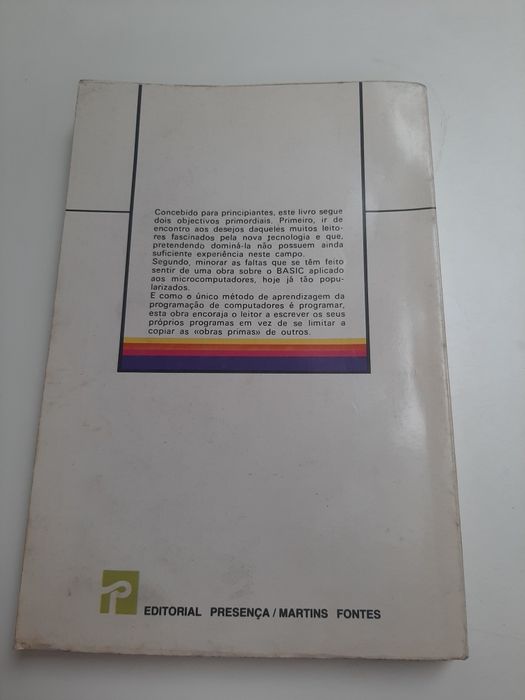 Concebido para principiantes, este livro segue
dois objectivos primordiais. Primeiro, ir de
encontro aos desejos daqueles muitos leito-
res fascinados pela nova tecnologia e que,
pretendendo dominá-la não possuem ainda
suficiente experiência neste campo.
Segundo, minorar as faltas que se têm feito
sentir de uma obra sobre o BASIC aplicado
aos microcomputadores, hoje já tão popu-
larizados.
E como o único método de aprendizagem da
programação de computadores é programar,
esta obra encoraja o leitor a escrever os seus
próprios programas em vez de se limitar a
copiar as «obras primas» de outros.
EDITORIAL PRESENÇA / MARTINS FONTES